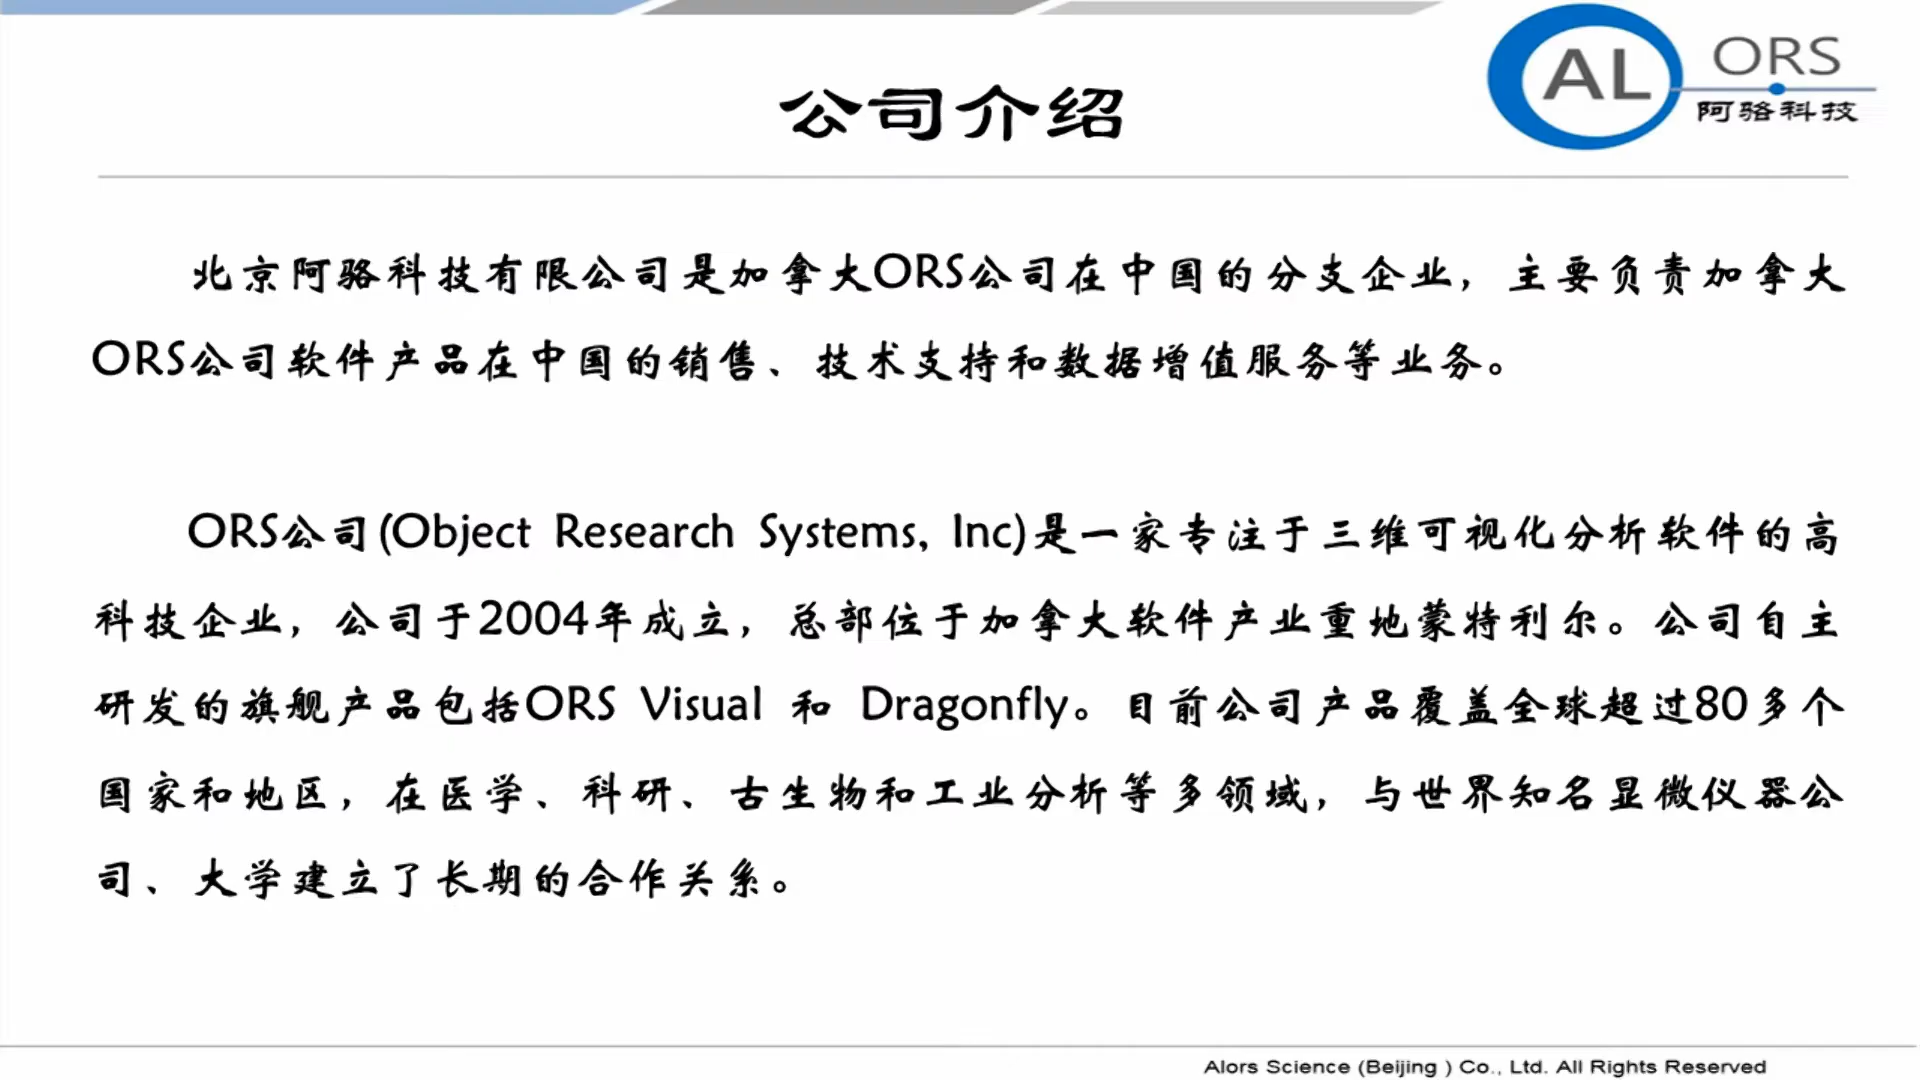 AL ORS
阿骆科技
公司介绍
北京阿骆科技有限公司是加拿大ORS公司在中国的分支企业，主要负责加拿大
ORS公司软件产品在中国的销售、技术支持和数据增值服务等业务。
ORS公司(Object Research Systems, Inc)是一家专注于三维可视化分析软件的高
科技企业，公司于2004年成立，总部位于加拿大软件产业重地蒙特利尔。公司自主
研发的旗舰产品包括ORS Visual 和 Dragonfly。目前公司产品覆盖全球超过80多个
国家和地区，在医学、科研、古生物和工业分析等多领域，与世界知名显微仪器公
司、大学建立了长期的合作关系。
Alors Science (Beijing ) Co., Ltd. All Rights Reserved